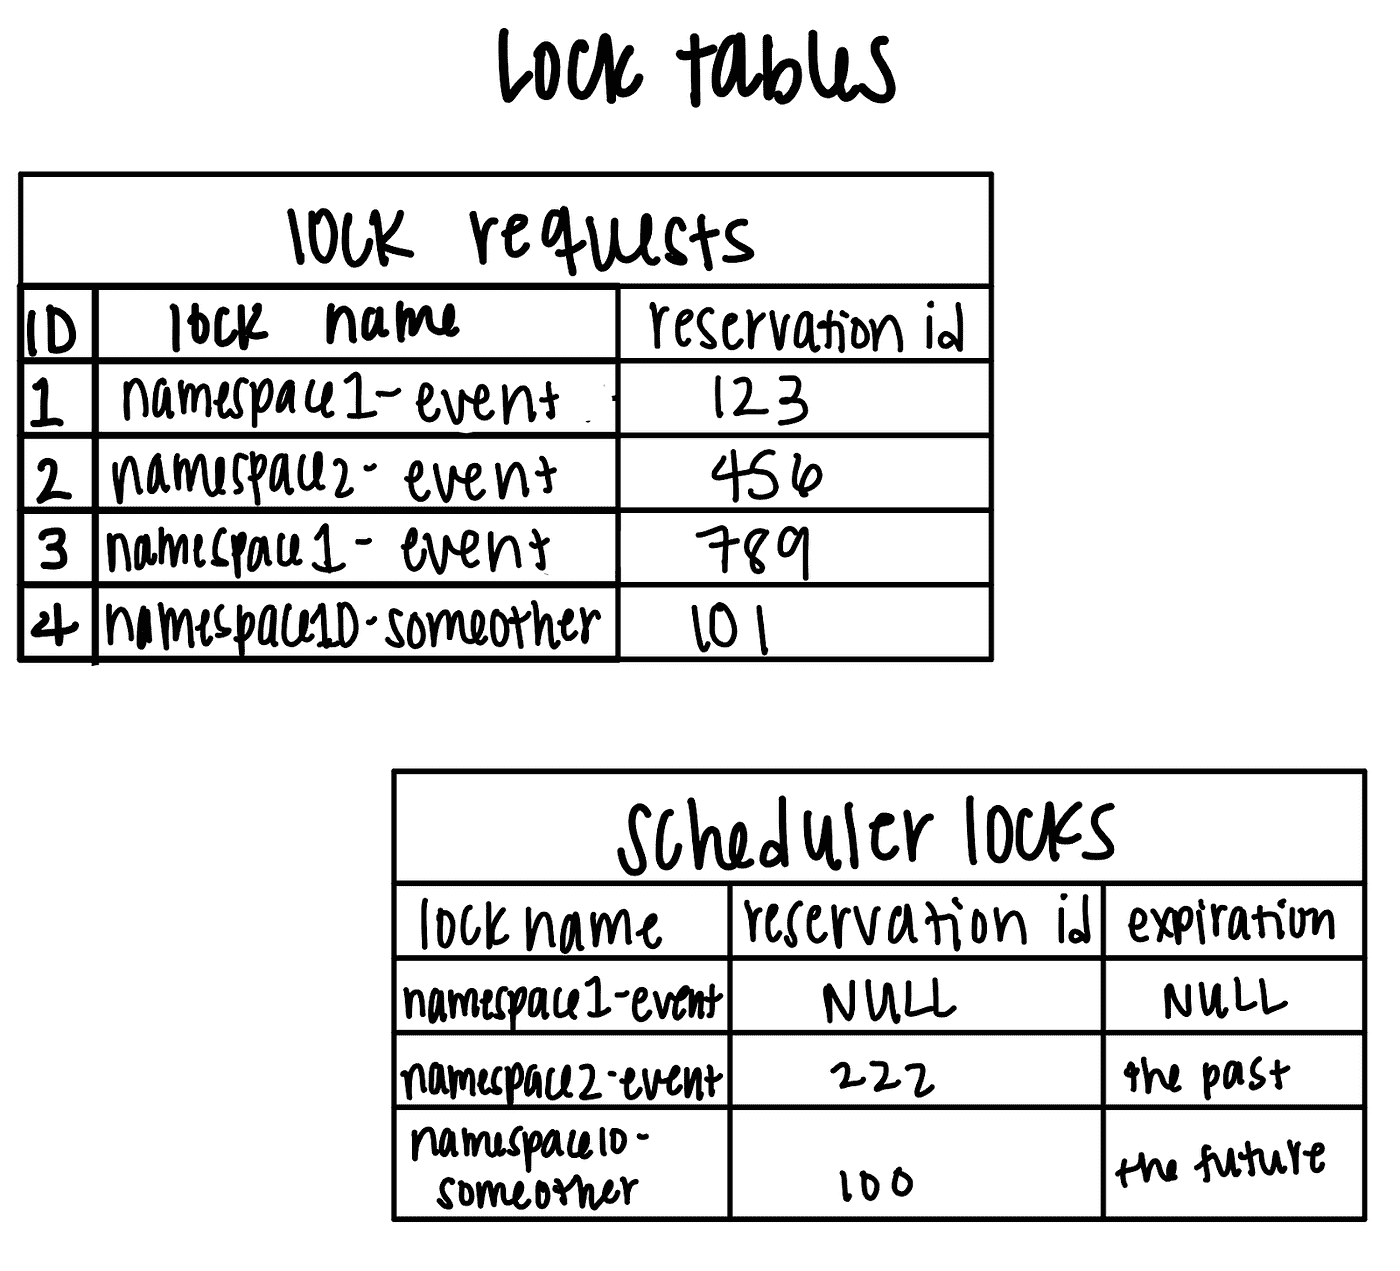 Lock tables
lock requests
ID lock name reservation id
1 namespace1-event 123
2 namespace2-event 456
3 namespace1-event 789
4 namespace10-someother 101
scheduler locks
lock name reservation id expiration
namespace1-event NULL NULL
namespace2-event 222 the past
namespace10-
someother 100 the future